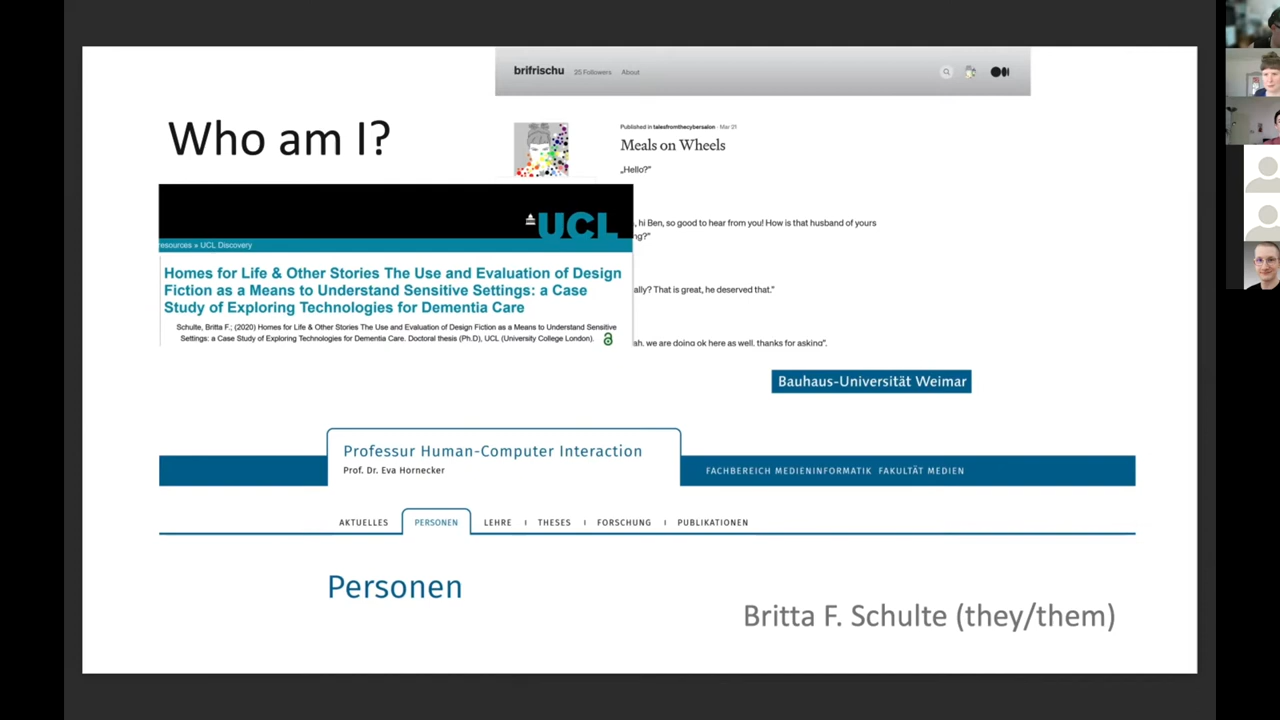 brifrischu 25 Followers About
Who am I?
Published in talesfromthecybersalon · Mar 21
Meals on Wheels
„Hello?"
, hi Ben, so good to hear from you! How is that husband of yours
ng?"
ally? That is great, he deserved that."
ah, we are doing ok here as well, thanks for asking".
UCL
resources » UCL Discovery
Homes for Life & Other Stories The Use and Evaluation of Design
Fiction as a Means to Understand Sensitive Settings: a Case
Study of Exploring Technologies for Dementia Care
Schulte, Britta F.; (2020) Homes for Life & Other Stories The Use and Evaluation of Design Fiction as a Means to Understand Sensitive
Settings: a Case Study of Exploring Technologies for Dementia Care. Doctoral thesis (Ph.D), UCL (University College London).
Bauhaus-Universität Weimar
Professur Human-Computer Interaction
Prof. Dr. Eva Hornecker
FACHBEREICH MEDIENINFORMATIK FAKULTÄT MEDIEN
AKTUELLES PERSONEN LEHRE THESES FORSCHUNG PUBLIKATIONEN
Personen
Britta F. Schulte (they/them)